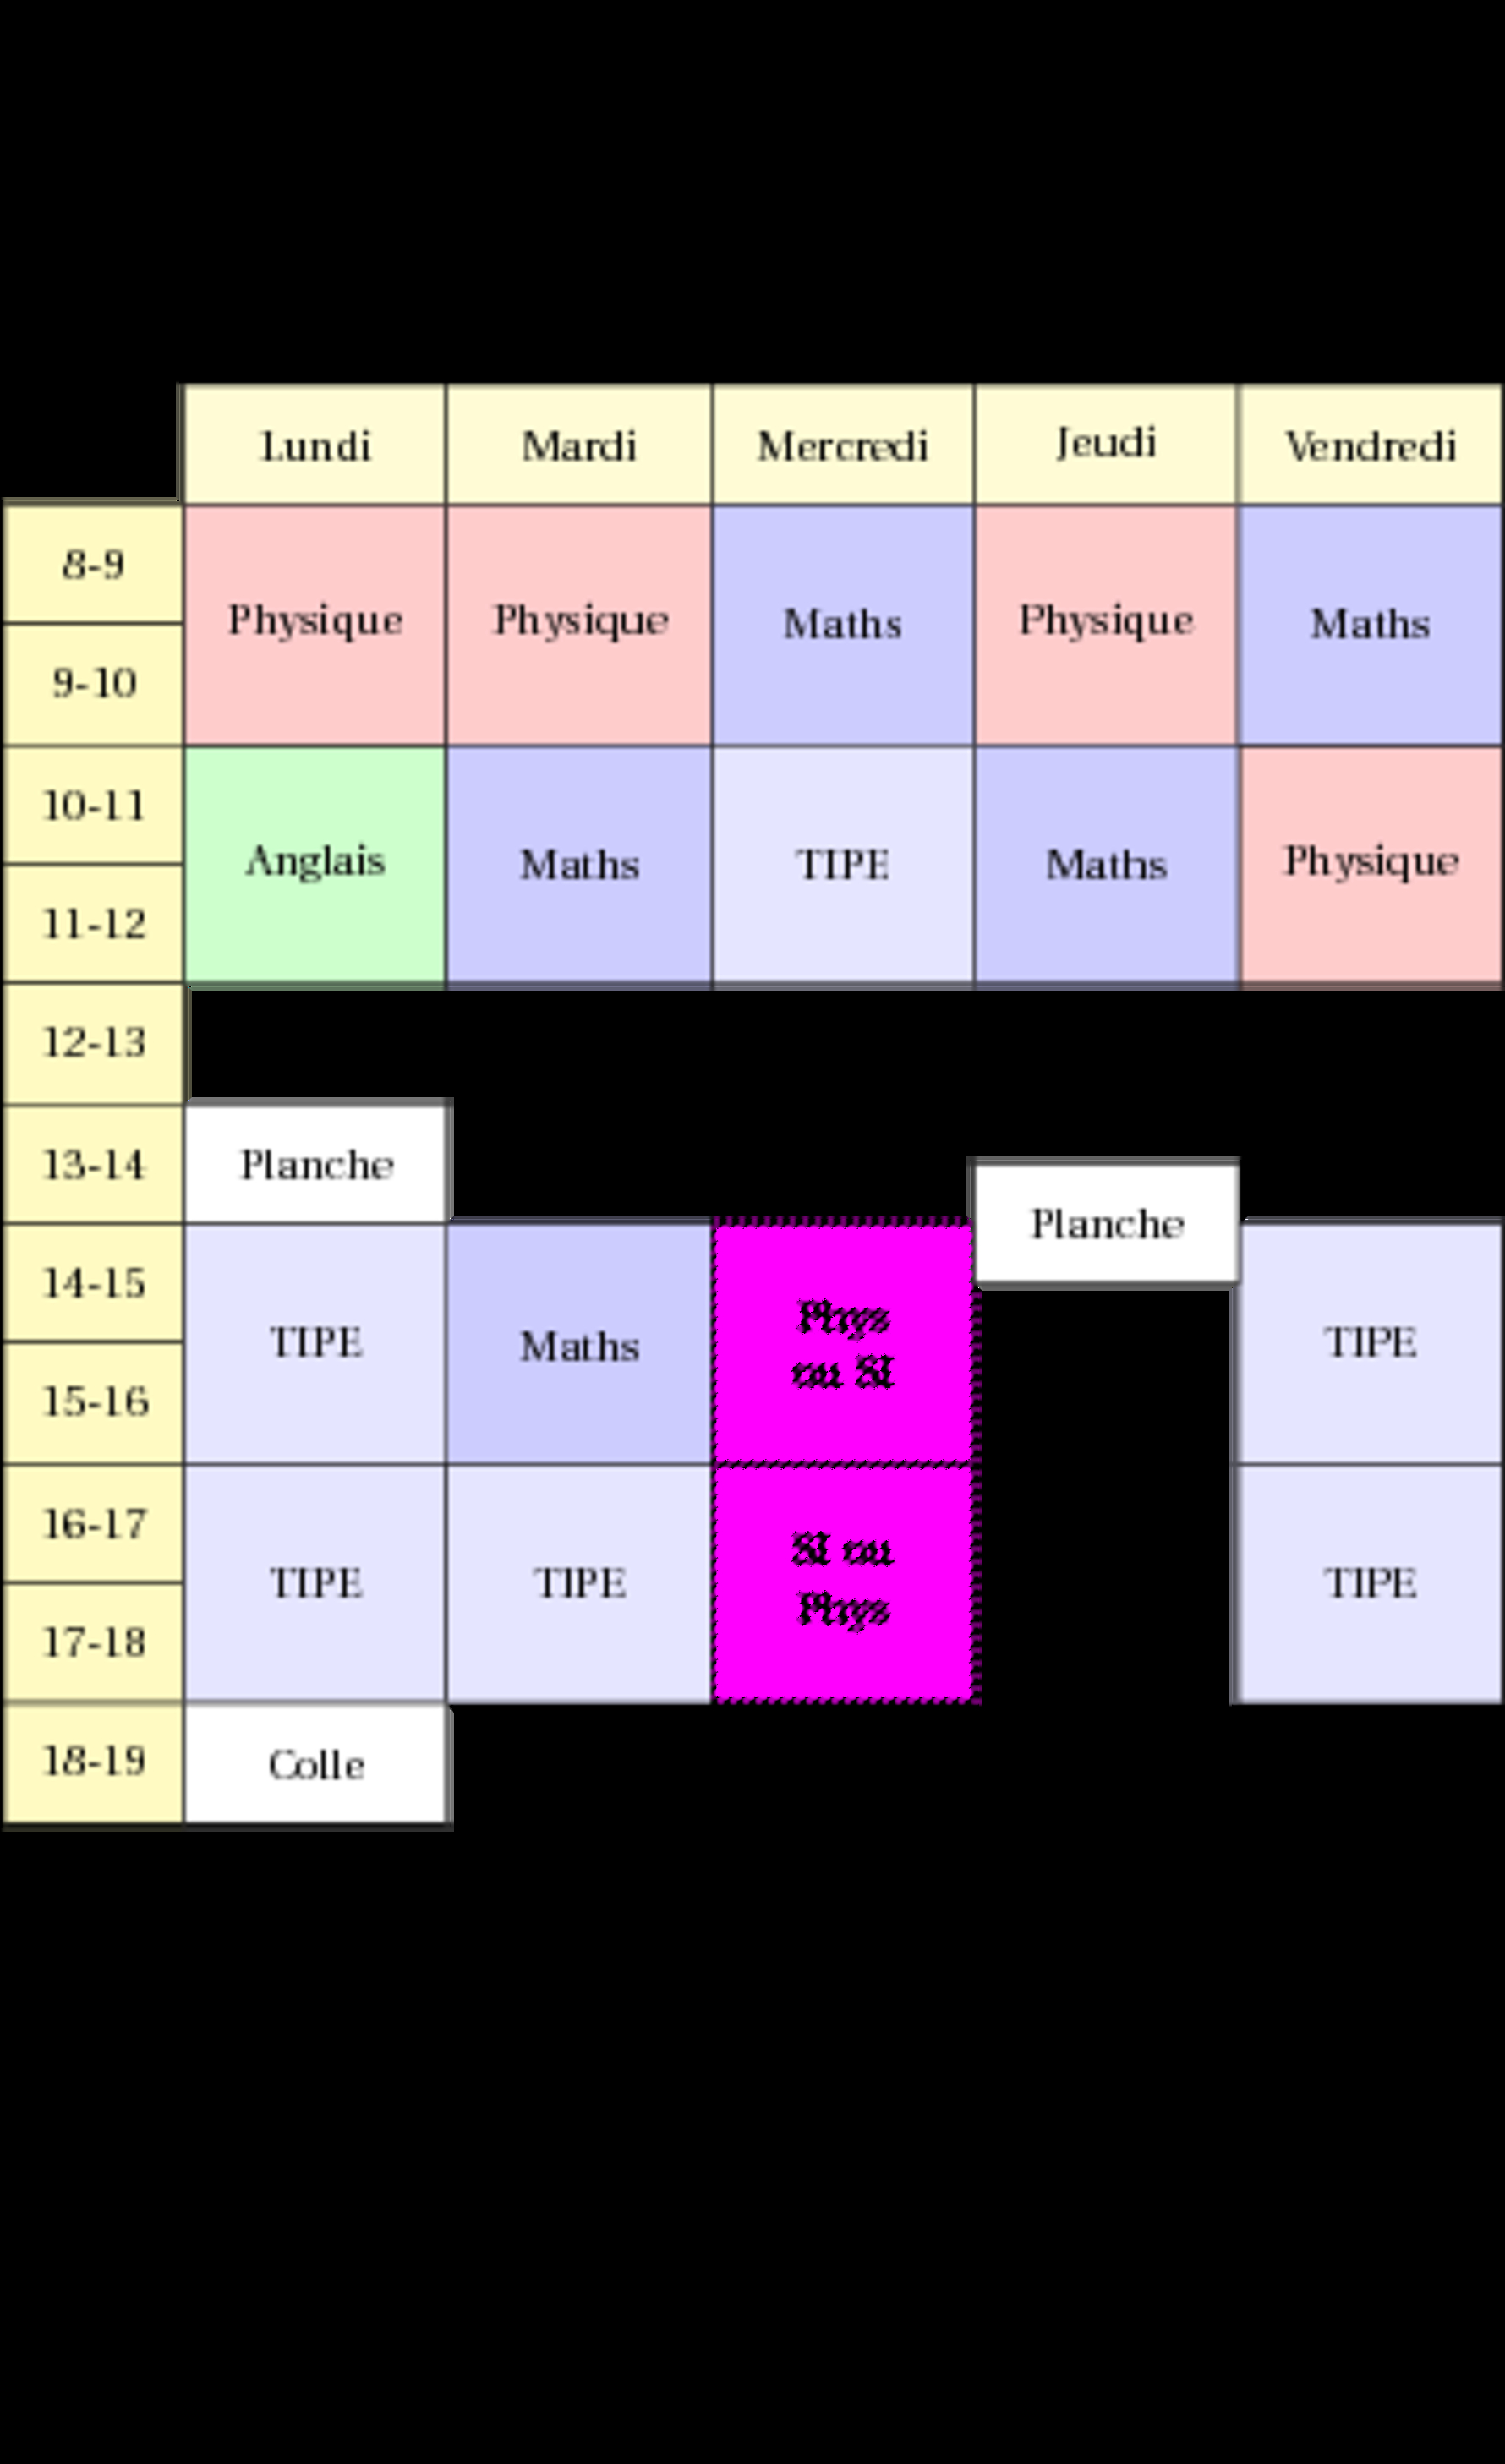 Lundi Mardi Mercredi Jeudi Vendredi
8-9
Physique Physique Maths Physique Maths
9-10
10-11
Anglais Maths TIPE Maths Physique
11-12
12-13
13-14 Planche
Planche
14-15
TIPE Maths Phys ou SI TIPE
15-16
16-17
TIPE TIPE SI ou Phys TIPE
17-18
18-19 Colle